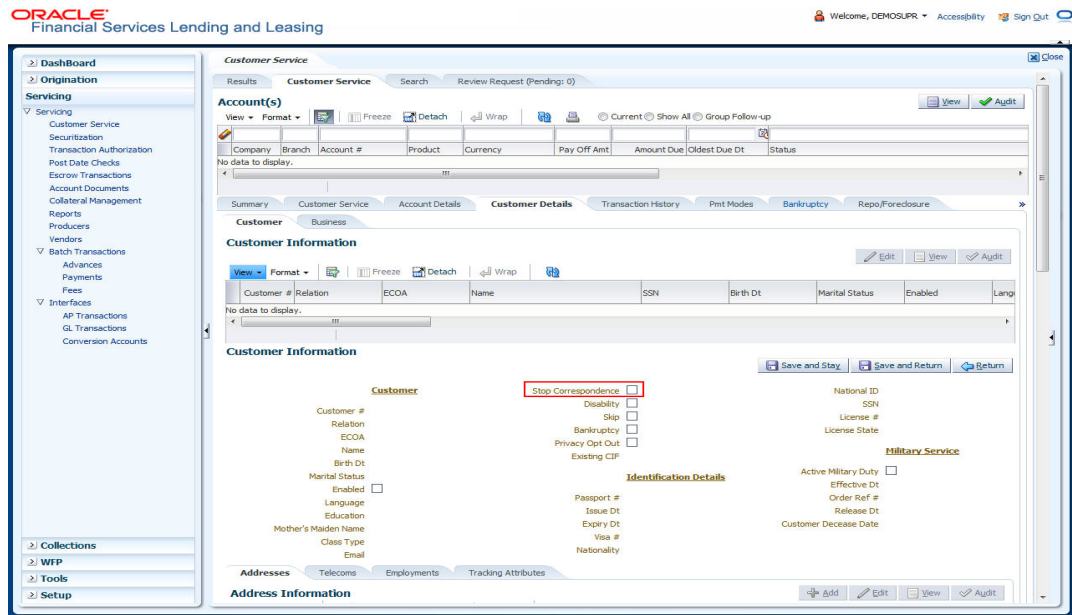 ORACLE
Financial Services Lending and Leasing
Welcome, DEMOSUPR Accessibility Sign Out
Close
DashBoard
Origination
Servicing
Servicing
Customer Service
Securitization
Transaction Authorization
Post Date Checks
Escrow Transactions
Account Documents
Collateral Management
Reports
Producers
Vendors
Batch Transactions
Advances
Payments
Fees
Interfaces
AP Transactions
GL Transactions
Conversion Accounts
Collections
WFP
Tools
Setup
Customer Service
Results Customer Service Search Review Request (Pending: 0)
Account(s)
View Audit
View Format Freeze Detach Wrap Current Show All Group Follow-up
Company Branch Account # Product Currency Pay Off Amt Amount Due Oldest Due Dt Status
No data to display.
Summary Customer Service Account Details Customer Details Transaction History Pmt Modes Bankruptcy Repo/Foreclosure »
Customer Business
Customer Information
Edit View Audit
View Format Freeze Detach Wrap
Customer # Relation ECOA Name SSN Birth Dt Marital Status Enabled Langu
No data to display.
Customer Information
Save and Stay Save and Return Return
Customer
Customer #
Relation
ECOA
Name
Birth Dt
Marital Status
Enabled
Language
Education
Mother's Maiden Name
Class Type
Email
Stop Correspondence
Disability
Skip
Bankruptcy
Privacy Opt Out
Existing CIF
Identification Details
Passport #
Issue Dt
Expiry Dt
Visa #
Nationality
National ID
SSN
License #
License State
Military Service
Active Military Duty
Effective Dt
Order Ref #
Release Dt
Customer Decease Date
Addresses Telecoms Employments Tracking Attributes
Address Information
Add Edit View Audit